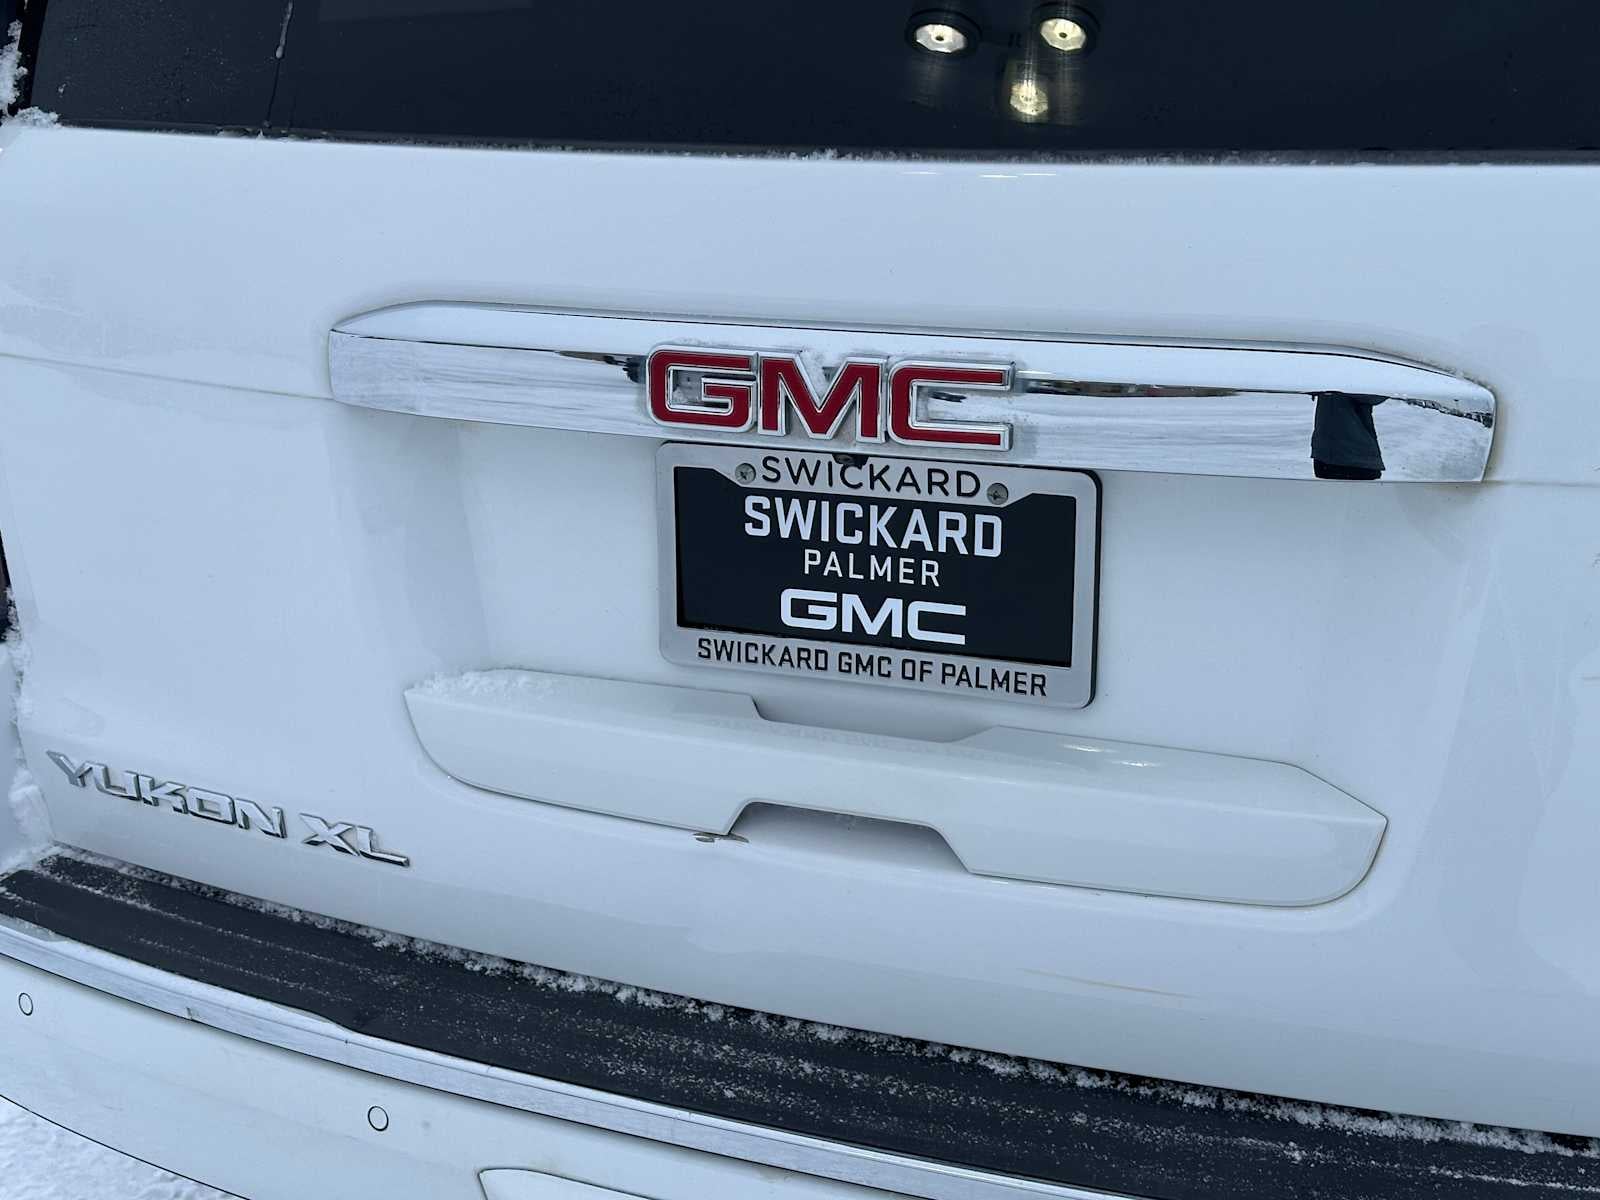 GMC
SWICKARD
SWICKARD
PALMER
GMC
SWICKARD GMC OF PALMER
YUKON XL